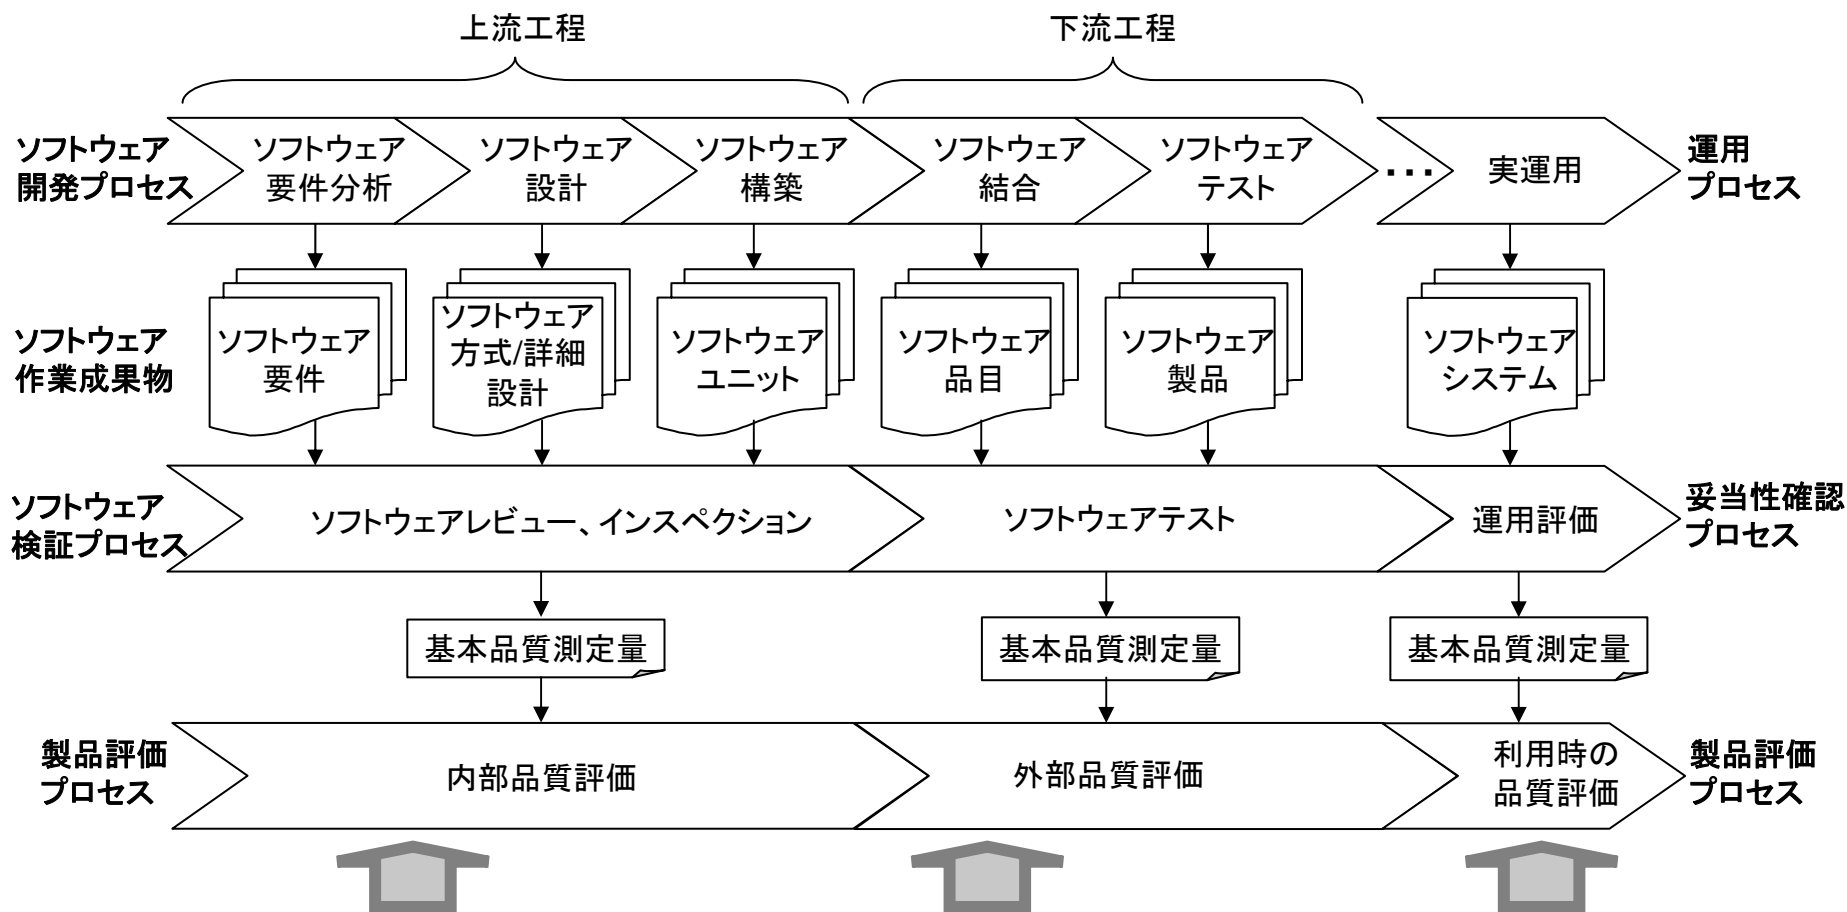 上流工程
下流工程
ソフトウェア
開発プロセス
ソフトウェア
要件分析
ソフトウェア
設計
ソフトウェア
構築
ソフトウェア
結合
ソフトウェア
テスト
・・・
実運用
運用
プロセス
ソフトウェア
作業成果物
ソフトウェア
要件
ソフトウェア
方式/詳細
設計
ソフトウェア
ユニット
ソフトウェア
品目
ソフトウェア
製品
ソフトウェア
システム
ソフトウェア
検証プロセス
ソフトウェアレビュー、インスペクション
ソフトウェアテスト
運用評価
妥当性確認
プロセス
基本品質測定量
基本品質測定量
基本品質測定量
製品評価
プロセス
内部品質評価
外部品質評価
利用時の
品質評価
製品評価
プロセス